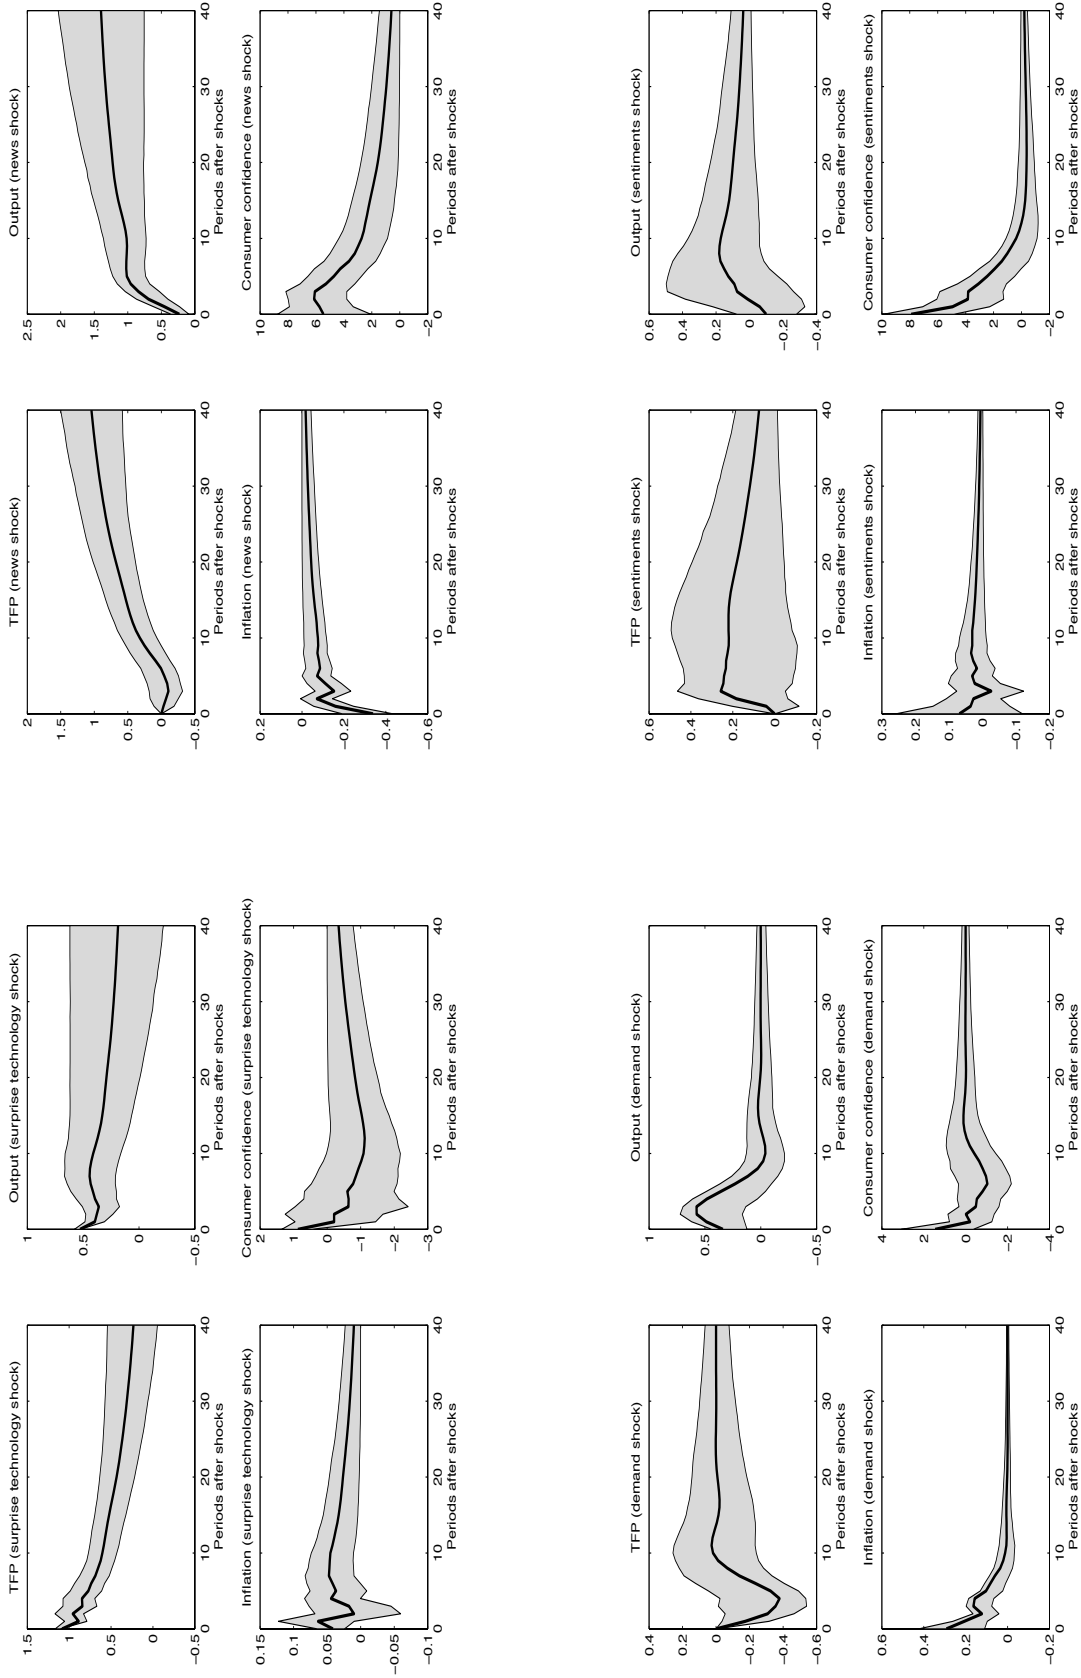 TFP (surprise technology shock)
1.5
1
0.5
0
−0.5
0 10 20 30 40
Periods after shocks
Output (surprise technology shock)
1
0.5
0
−0.5
0 10 20 30 40
Periods after shocks
TFP (news shock)
2
1.5
1
0.5
0
−0.5
0 10 20 30 40
Periods after shocks
Output (news shock)
2.5
2
1.5
1
0.5
0
0 10 20 30 40
Periods after shocks
Inflation (surprise technology shock)
0.15
0.1
0.05
0
−0.05
−0.1
0 10 20 30 40
Periods after shocks
Consumer confidence (surprise technology shock)
2
1
0
−1
−2
−3
0 10 20 30 40
Periods after shocks
Inflation (news shock)
0.2
0
−0.2
−0.4
−0.6
0 10 20 30 40
Periods after shocks
Consumer confidence (news shock)
10
8
6
4
2
0
−2
0 10 20 30 40
Periods after shocks
TFP (demand shock)
0.4
0.2
0
−0.2
−0.4
−0.6
0 10 20 30 40
Periods after shocks
Output (demand shock)
1
0.5
0
−0.5
0 10 20 30 40
Periods after shocks
TFP (sentiments shock)
0.6
0.4
0.2
0
−0.2
0 10 20 30 40
Periods after shocks
Output (sentiments shock)
0.6
0.4
0.2
0
−0.2
−0.4
0 10 20 30 40
Periods after shocks
Inflation (demand shock)
0.6
0.4
0.2
0
−0.2
0 10 20 30 40
Periods after shocks
Consumer confidence (demand shock)
4
2
0
−2
−4
0 10 20 30 40
Periods after shocks
Inflation (sentiments shock)
0.3
0.2
0.1
0
−0.1
−0.2
0 10 20 30 40
Periods after shocks
Consumer confidence (sentiments shock)
10
8
6
4
2
0
−2
0 10 20 30 40
Periods after shocks